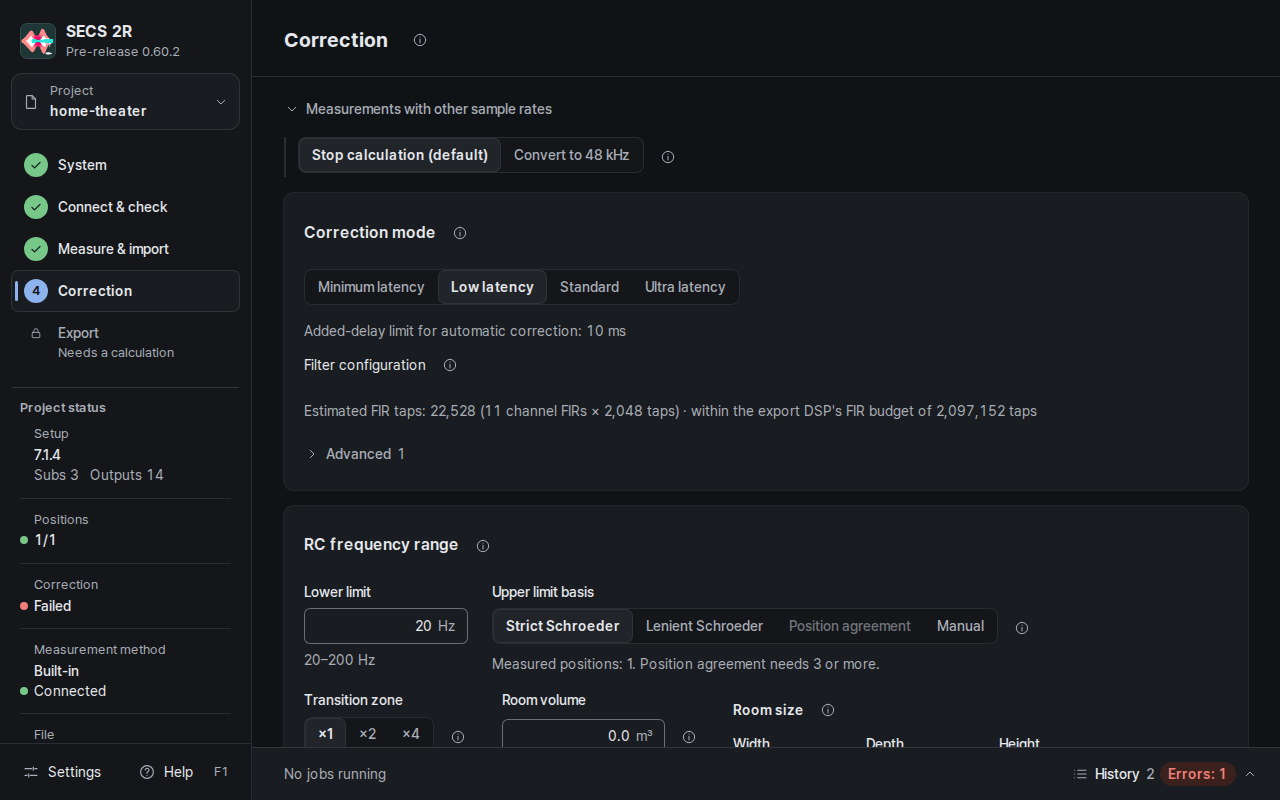 SECS 2R
Pre-release 0.60.2
Project
home-theater
System
Connect & check
Measure & import
4 Correction
Export
Needs a calculation
Project status
Setup
7.1.4
Subs 3 Outputs 14
Positions
1/1
Correction
Failed
Measurement method
Built-in
Connected
File
Settings
Help F1
Correction
Measurements with other sample rates
Stop calculation (default) Convert to 48 kHz
Correction mode
Minimum latency Low latency Standard Ultra latency
Added-delay limit for automatic correction: 10 ms
Filter configuration
Estimated FIR taps: 22,528 (11 channel FIRs × 2,048 taps) · within the export DSP's FIR budget of 2,097,152 taps
Advanced 1
RC frequency range
Lower limit
20 Hz
20–200 Hz
Upper limit basis
Strict Schroeder Lenient Schroeder Position agreement Manual
Measured positions: 1. Position agreement needs 3 or more.
Transition zone
×1 ×2 ×4
Room volume
0.0 m³
Room size
Width Depth Height
No jobs running
History 2 Errors: 1